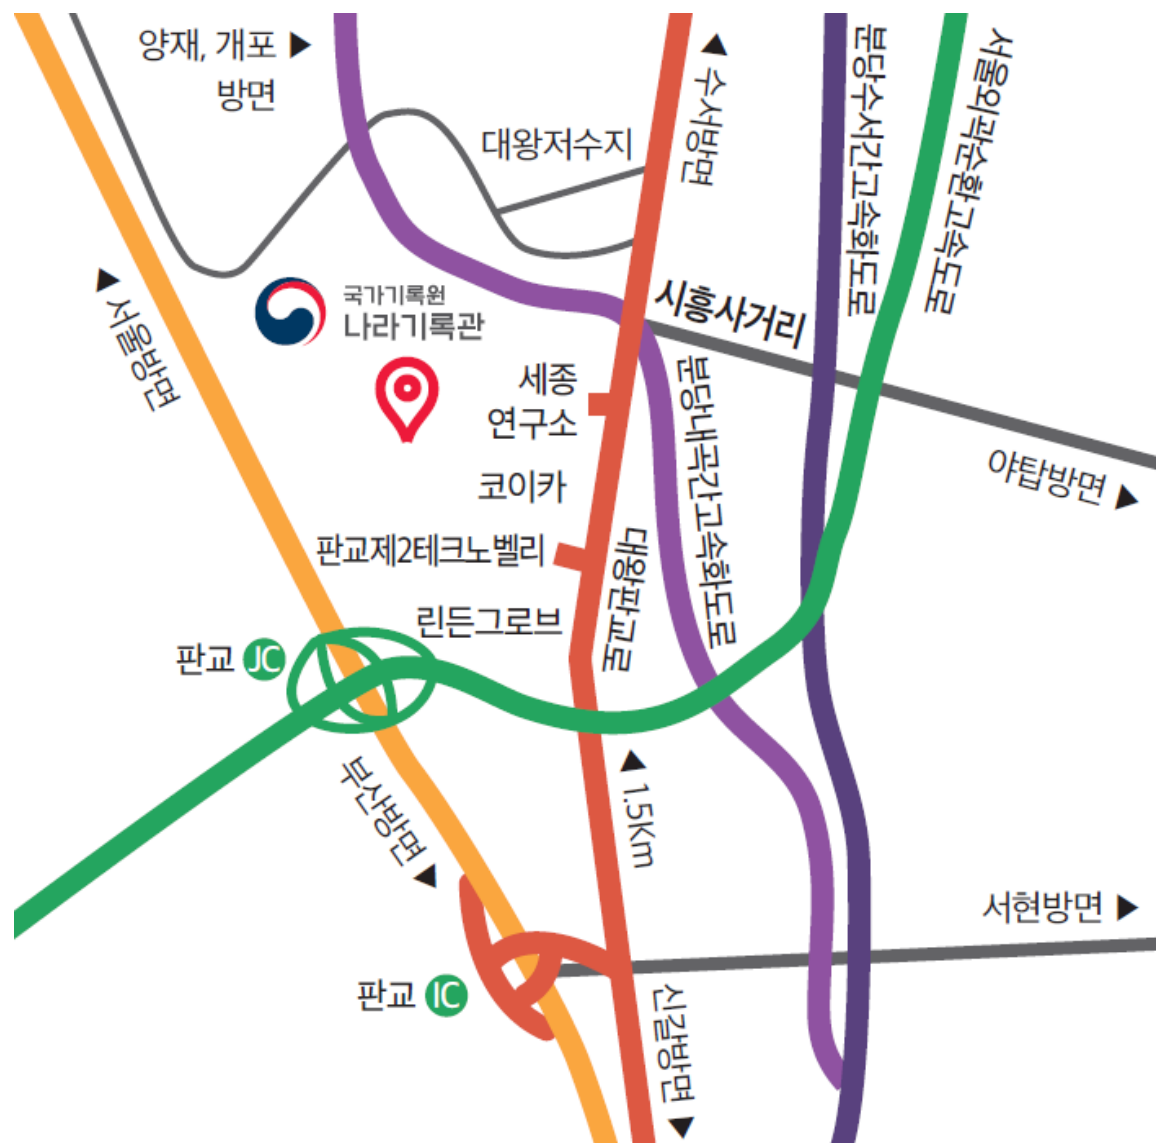 양재, 개포 ▶
방면
◀ 수서방면
분당수서간고속화도로
서울외곽순환고속도로
대왕저수지
◀ 서울방면
국가기록원
나라기록관
시흥사거리
세종
연구소
분당내곡간고속화도로
야탑방면 ▶
코이카
판교제2테크노벨리
대왕판교로
린든그로브
판교 JC
부산방면 ▶
◀ 1.5Km
서현방면 ▶
판교 IC
신갈방면 ▶